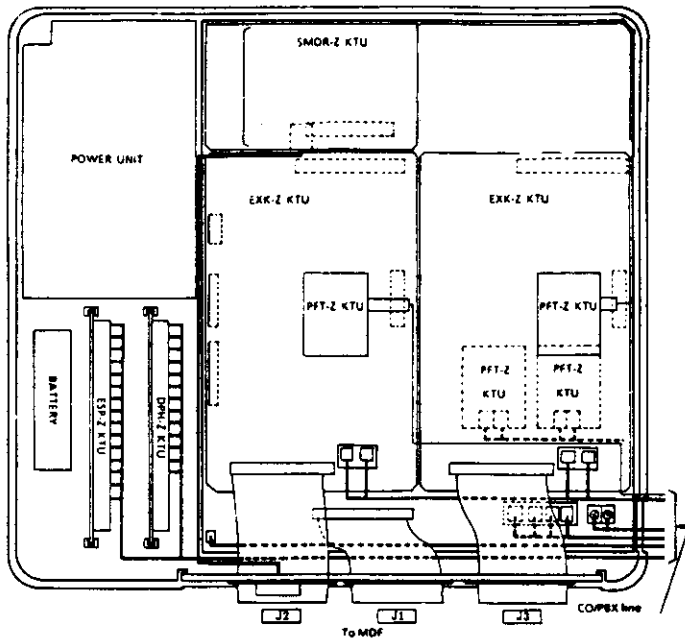 SMDR-Z KTU
POWER UNIT
EXK-Z KTU
EXK-Z KTU
PFT-Z KTU
PFT-Z KTU
PFT-Z
KTU
PFT-Z
KTU
BATTERY
ESP-Z KTU
DPH-Z KTU
J2
J1
J3
CO/PBX line
To MDF